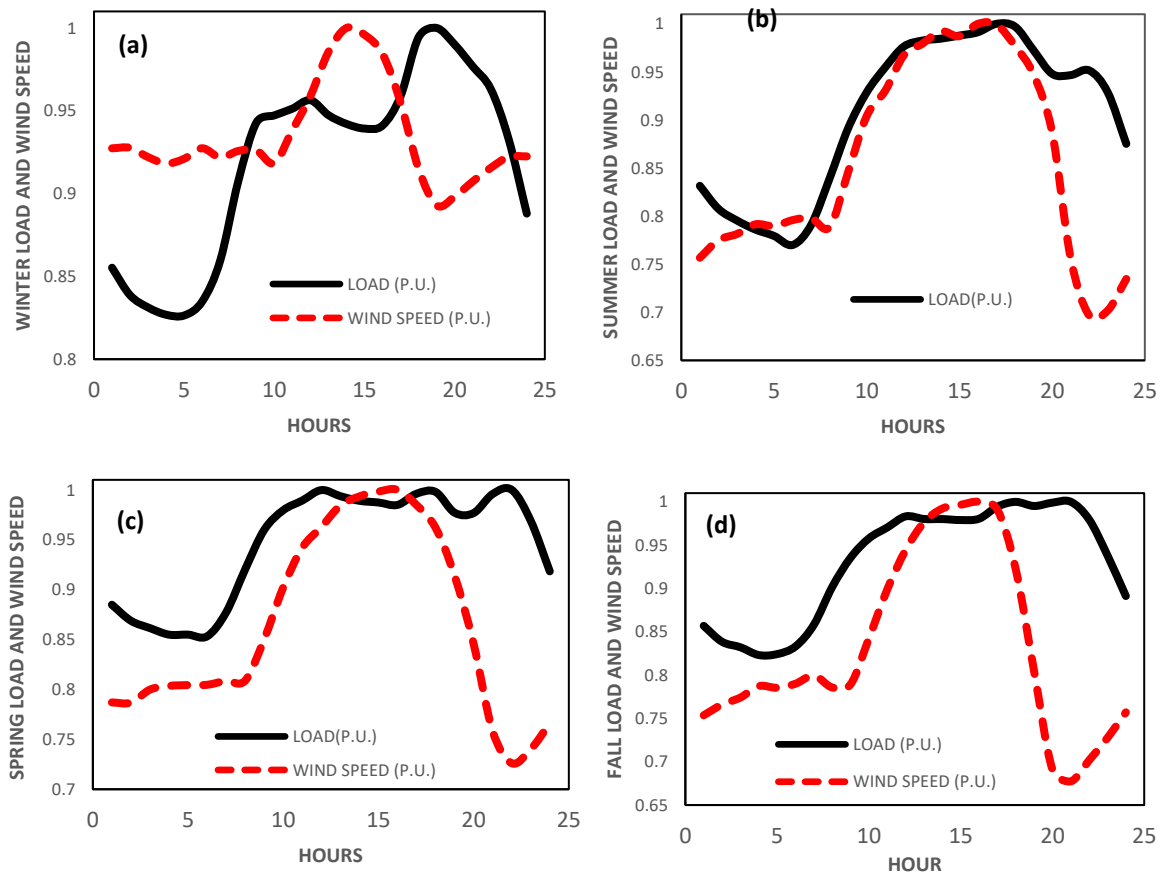 (a)
WINTER LOAD AND WIND SPEED
1
0.95
0.9
0.85
0.8
LOAD (P.U.)
WIND SPEED (P.U.)
0 5 10 15 20 25
HOURS
(b)
SUMMER LOAD AND WIND SPEED
1
0.95
0.9
0.85
0.8
0.75
0.7
0.65
LOAD(P.U.)
0 5 10 15 20 25
HOURS
(c)
SPRING LOAD AND WIND SPEED
1
0.95
0.9
0.85
0.8
0.75
0.7
LOAD(P.U.)
WIND SPEED (P.U.)
0 5 10 15 20 25
HOURS
(d)
FALL LOAD AND WIND SPEED
1
0.95
0.9
0.85
0.8
0.75
0.7
0.65
LOAD (P.U.)
WIND SPEED (P.U.)
0 5 10 15 20 25
HOUR